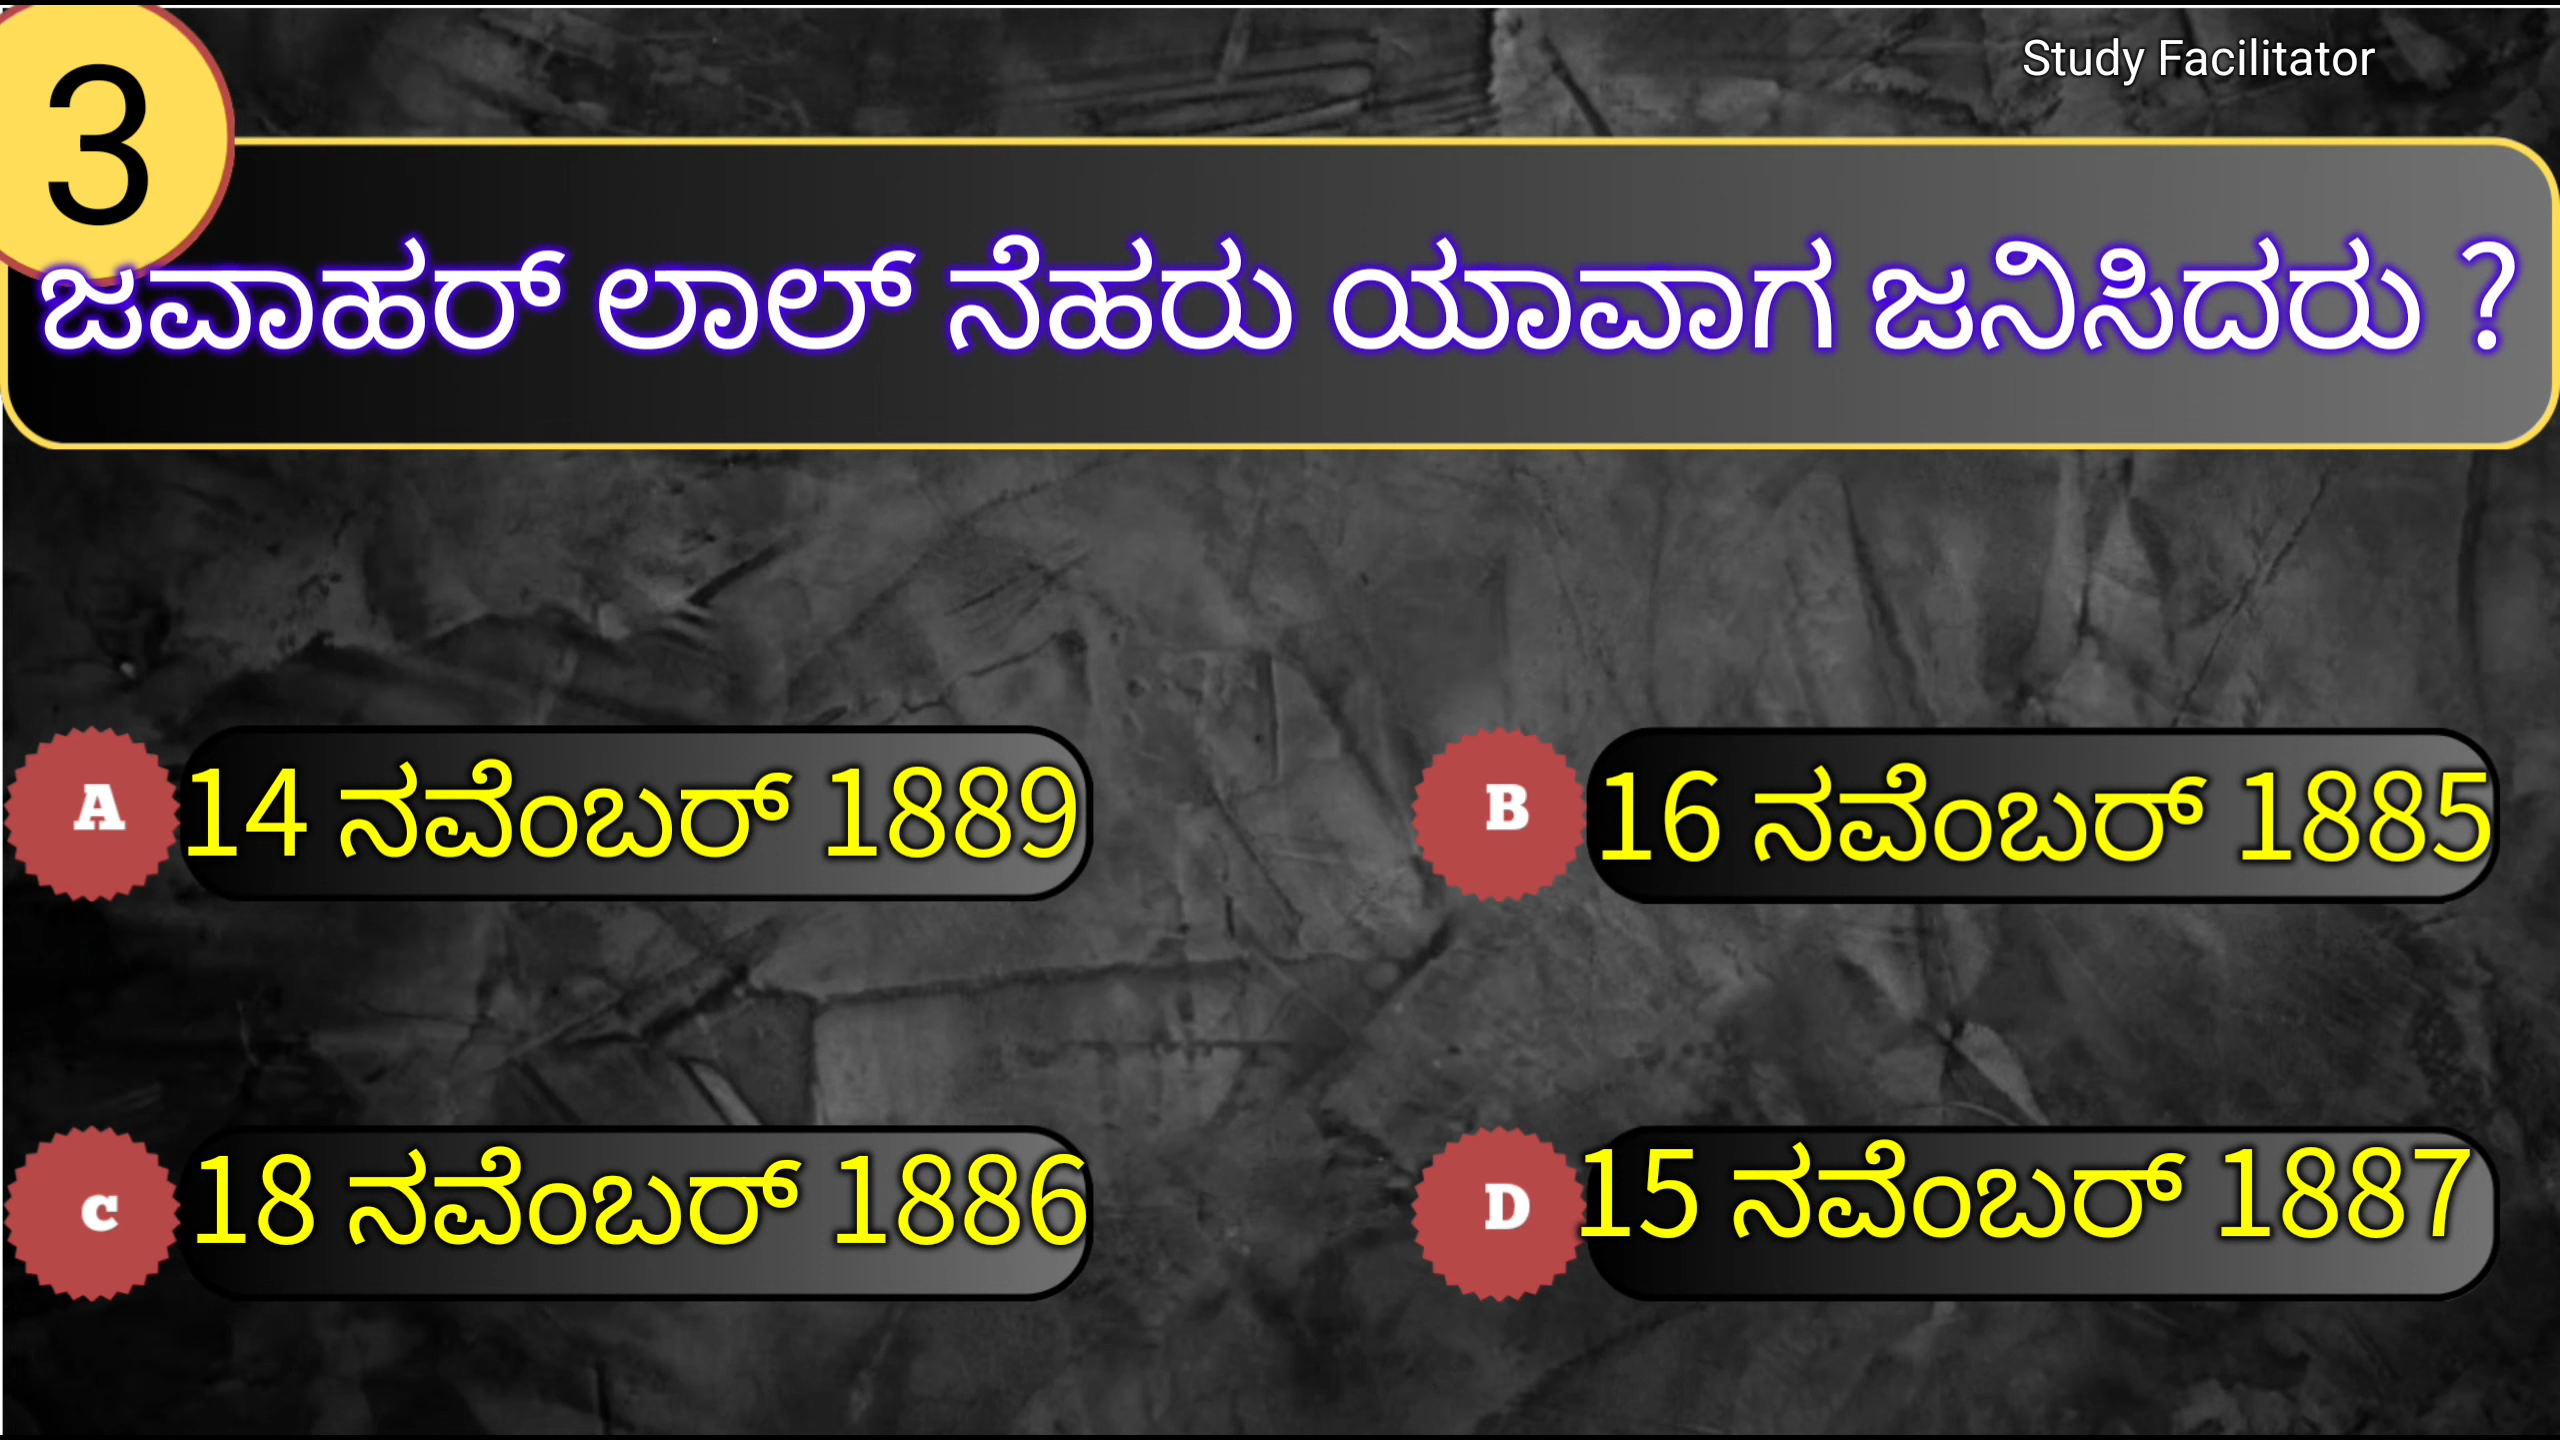 Study Facilitator
3
ಜವಾಹರ್ ಲಾಲ್ ನೆಹರು ಯಾವಾಗ ಜನಿಸಿದರು ?
A 14 ನವೆಂಬರ್ 1889
B 16 ನವೆಂಬರ್ 1885
c 18 ನವೆಂಬರ್ 1886
D 15 ನವೆಂಬರ್ 1887